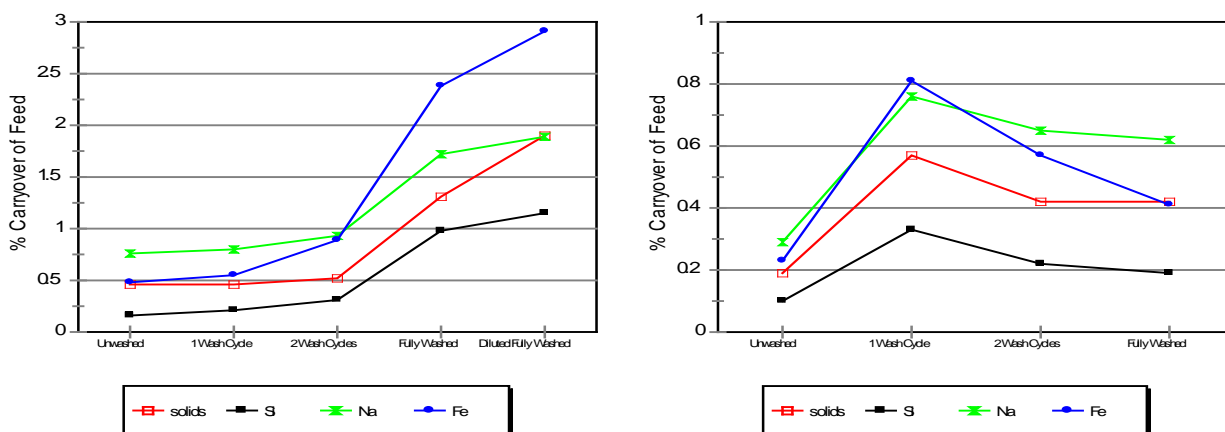 % Carryover of Feed
3
25
2
1.5
1
05
0
Unwashed
1 Wash Cycle
2 Wash Cycles
Fully Washed
Diluted Fully Washed
solids
Si
Na
Fe
% Carryover of Feed
1
0.8
0.6
0.4
0.2
0
Unwashed
1 Wash Cycle
2 Wash Cycles
Fully Washed
solids
Si
Na
Fe